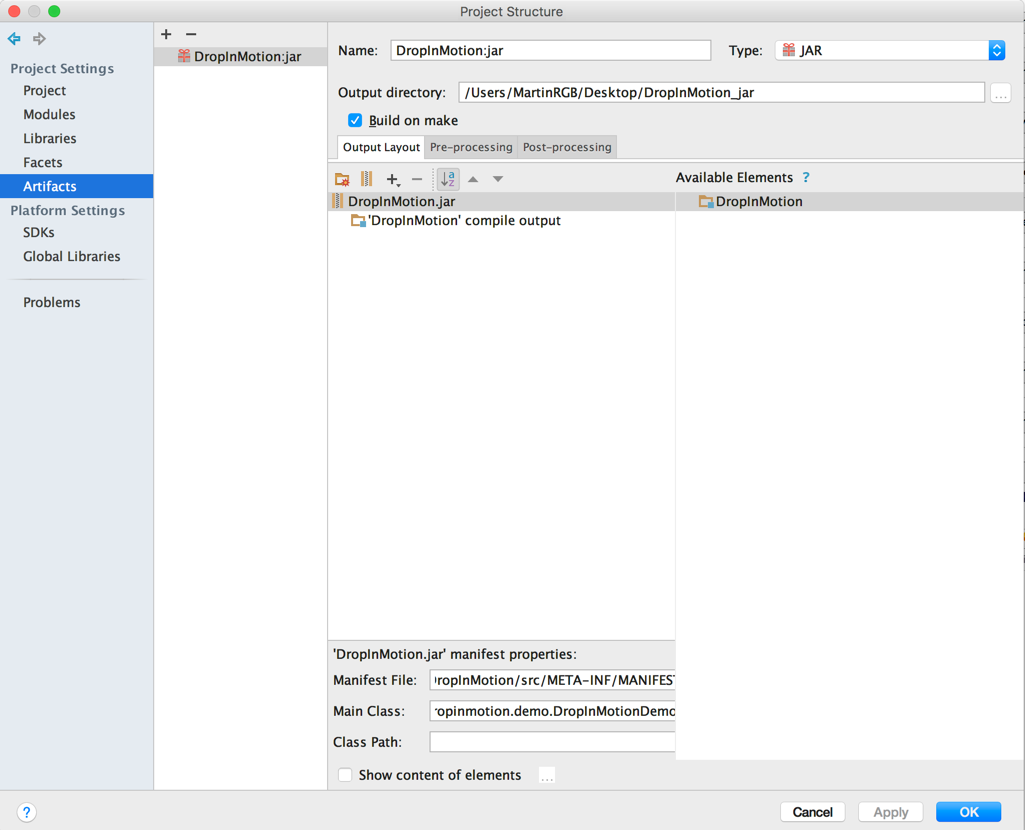 Project Structure
Project Settings
Project
Modules
Libraries
Facets
Artifacts
Platform Settings
SDKs
Global Libraries
Problems
DropInMotion:jar
Name: DropInMotion:jar Type: JAR
Output directory: /Users/MartinRGB/Desktop/DropInMotion_jar ...
Build on make
Output Layout Pre-processing Post-processing
Available Elements ?
DropInMotion.jar
'DropInMotion' compile output
DropInMotion
'DropInMotion.jar' manifest properties:
Manifest File: ropInMotion/src/META-INF/MANIFEST
Main Class: ropinmotion.demo.DropInMotionDemo
Class Path:
Show content of elements ...
? Cancel Apply OK